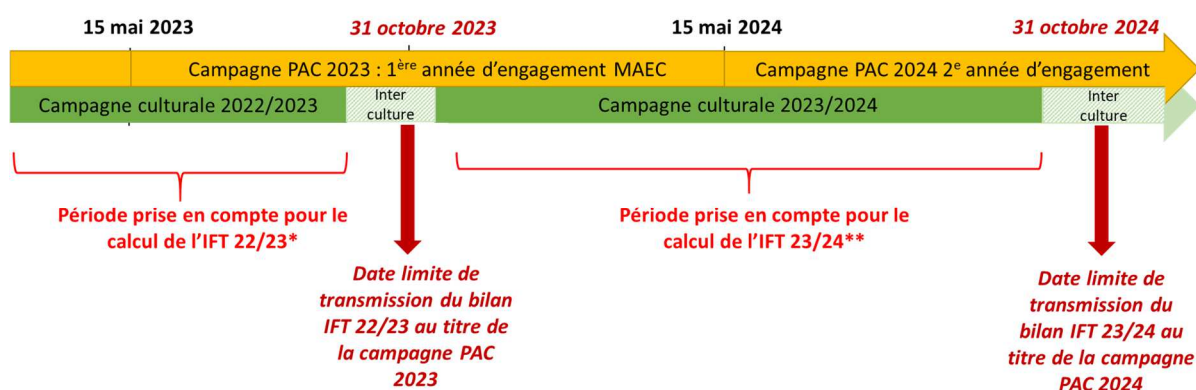 15 mai 2023
31 octobre 2023
15 mai 2024
31 octobre 2024
Campagne PAC 2023 : 1ère année d'engagement MAEC
Campagne PAC 2024 2e année d'engagement
Campagne culturale 2022/2023
Inter
culture
Campagne culturale 2023/2024
Inter
culture
Période prise en compte pour le
calcul de l'IFT 22/23*
Période prise en compte pour le
calcul de l'IFT 23/24**
Date limite de
transmission du bilan
IFT 22/23 au titre de
la campagne PAC
2023
Date limite de
transmission du
bilan IFT 23/24 au
titre de la campagne
PAC 2024